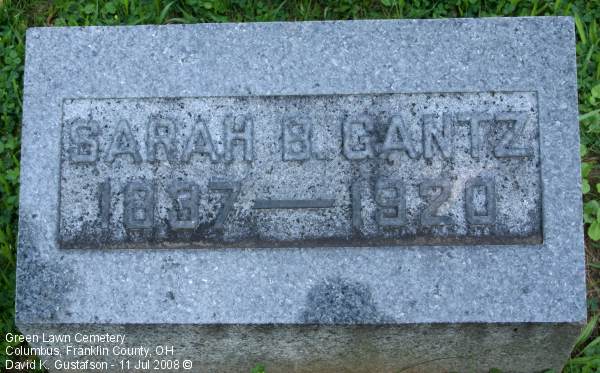 SARAH B. GANTZ
1837—1920
Green Lawn Cemetery
Columbus, Franklin County, OH
David K. Gustafson - 11 Jul 2008 ©